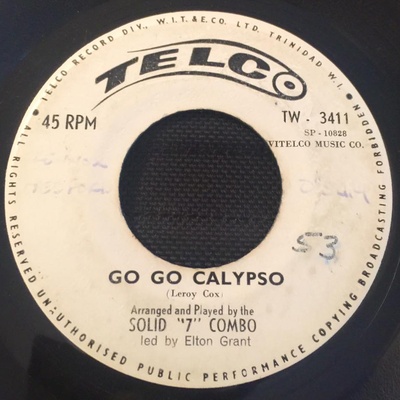 TELCO RECORD DIV., W.I.T. & E. CO. LTD. TRINIDAD W.I.
TELCO
45 RPM
TW - 3411
SP - 10828
VITELCO MUSIC CO.
53
GO GO CALYPSO
(Leroy Cox)
Arranged and Played by the
SOLID "7" COMBO
led by Elton Grant
ALL RIGHTS RESERVED UNAUTHORISED PUBLIC PERFORMANCE COPYING BROADCASTING FORBIDDEN